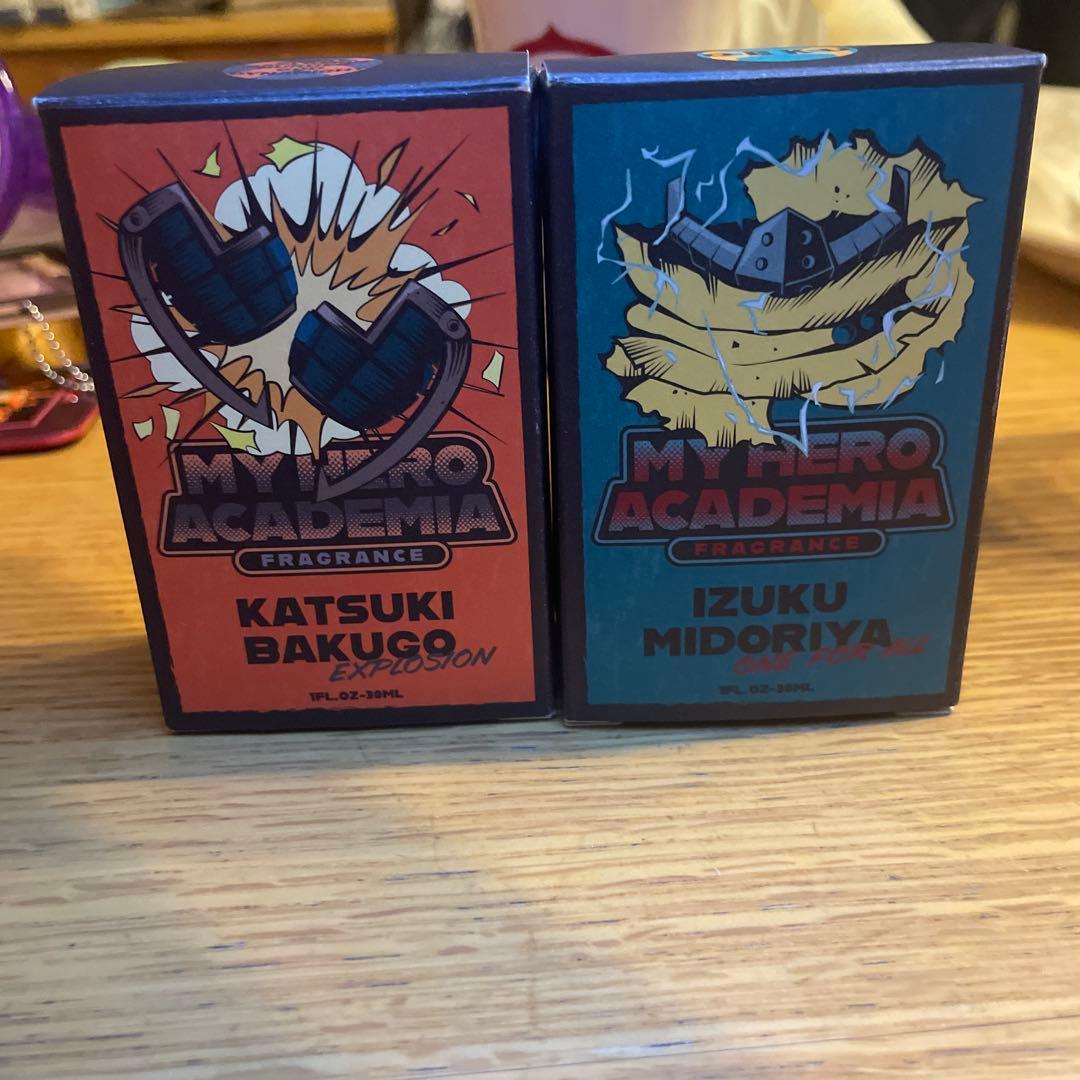 MY HERO
ACADEMIA
FRAGRANCE
KATSUKI
BAKUGO
EXPLOSION
1FL.OZ-30ML
MY HERO
ACADEMIA
FRAGRANCE
IZUKU
MIDORIYA
ONE FOR ALL
1FL.OZ-30ML